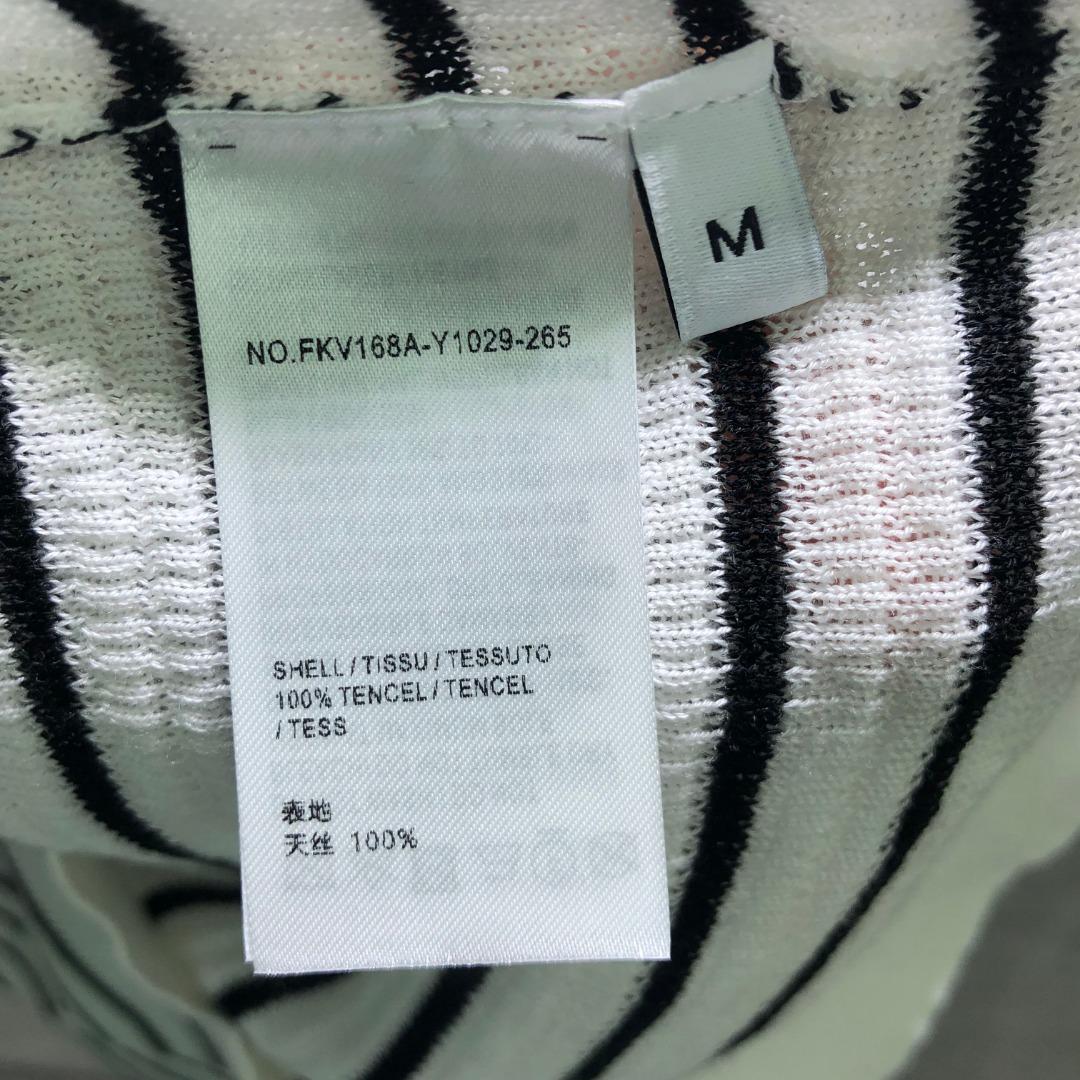 M
NO.FKV168A-Y1029-265
SHELL/TISSU/TESSUTO
100% TENCEL/TENCEL
/TESS
表地
天丝 100%